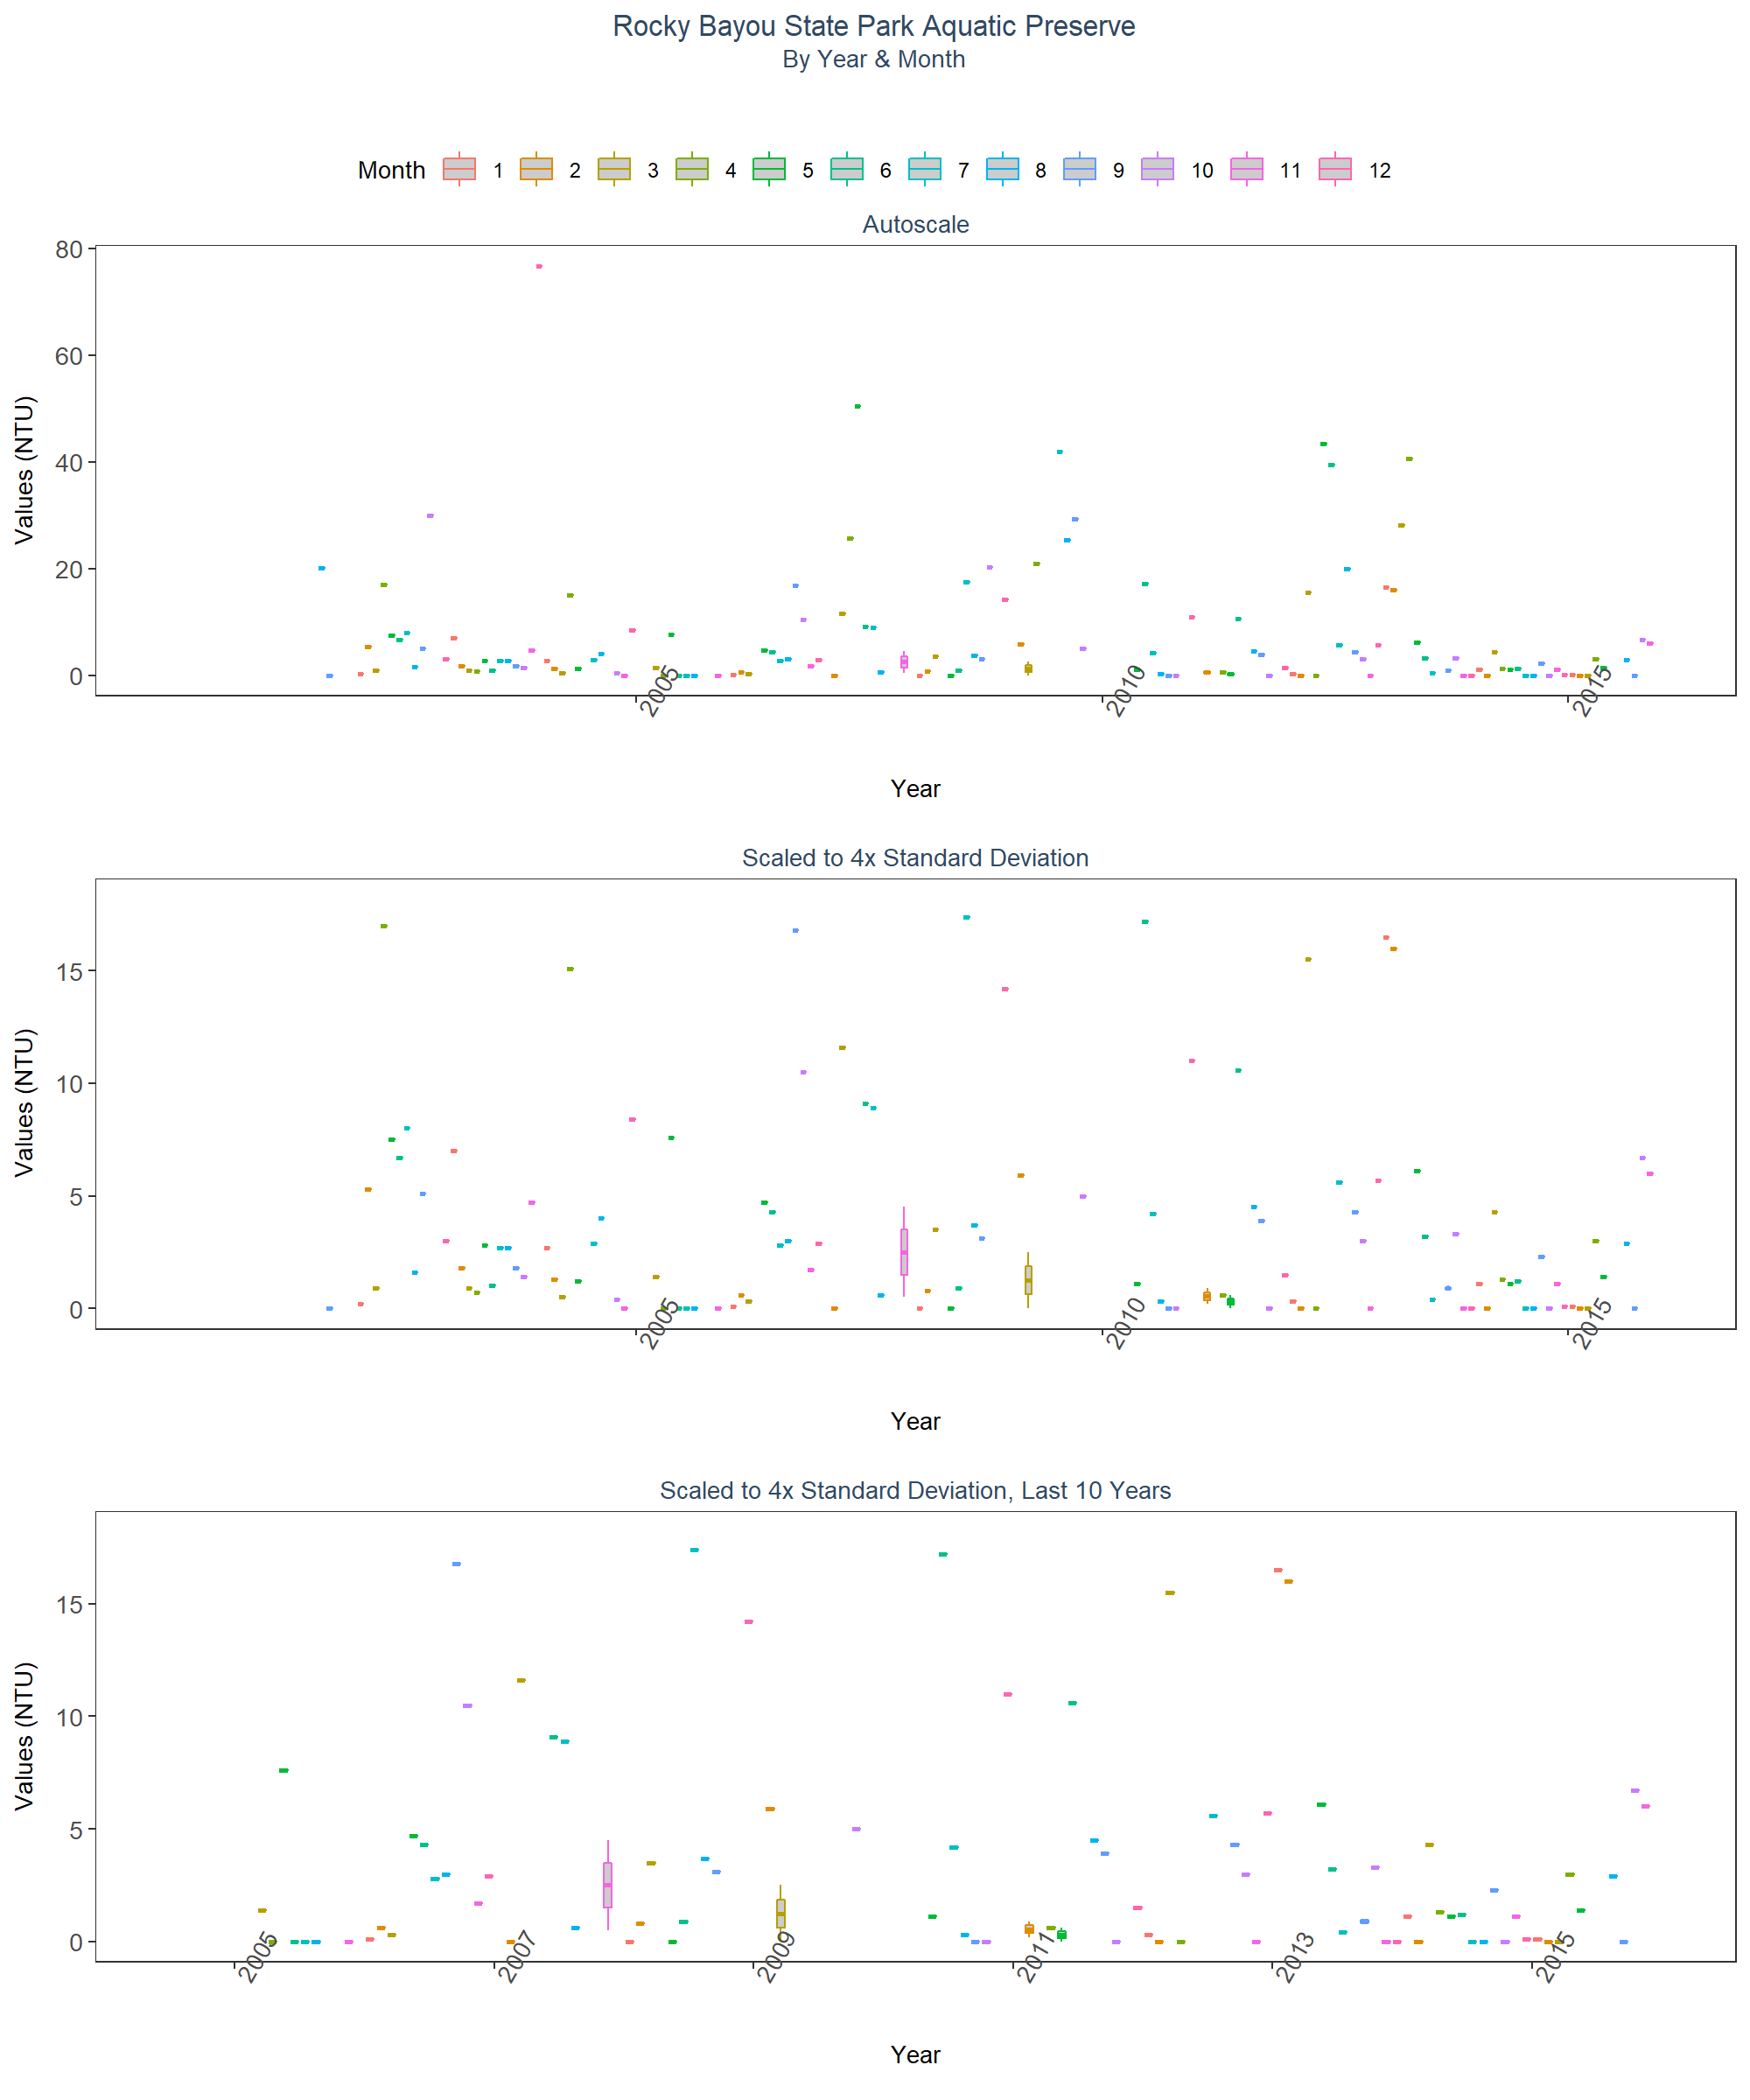 Rocky Bayou State Park Aquatic Preserve
By Year & Month
Month 1 2 3 4 5 6 7 8 9 10 11 12
Autoscale
Values (NTU)
80
60
40
20
0
2005 2010 2015
Year
Scaled to 4x Standard Deviation
Values (NTU)
15
10
5
0
2005 2010 2015
Year
Scaled to 4x Standard Deviation, Last 10 Years
Values (NTU)
15
10
5
0
2005 2007 2009 2011 2013 2015
Year